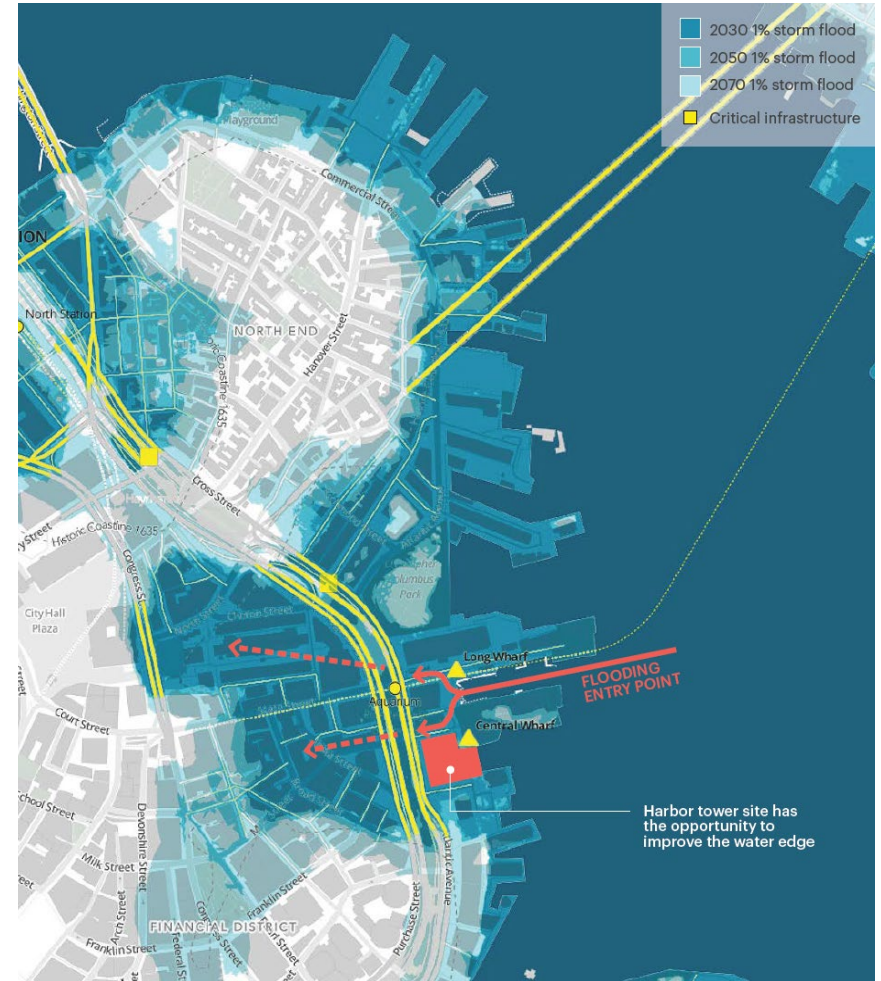 2030 1% storm flood
2050 1% storm flood
2070 1% storm flood
Critical infrastructure
Playground
Commercial Street
ION
North Station
NORTH END
Hanover Street
Coastline 1635
Cross Street
Historic Coastline 1635
Congress St.
City Hall
Plaza
Park
Long Wharf
FLOODING
ENTRY POINT
Aquarium
Central Wharf
Court Street
School Street
Devonshire Street
Harbor tower site has
the opportunity to
improve the water edge
Milk Street
Arch Street
Franklin Street
Franklin Street
FINANCIAL DISTRICT
Federal St
Purchase Street